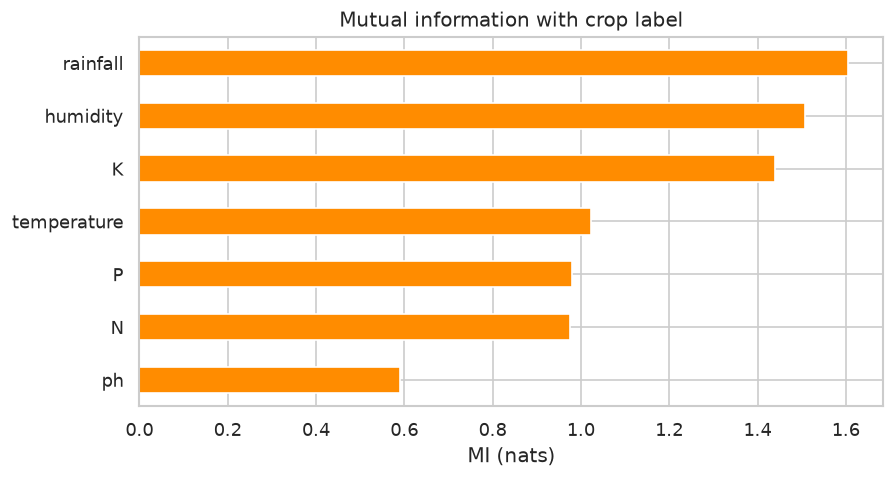 Mutual information with crop label
rainfall
humidity
K
temperature
P
N
ph
0.0 0.2 0.4 0.6 0.8 1.0 1.2 1.4 1.6
MI (nats)